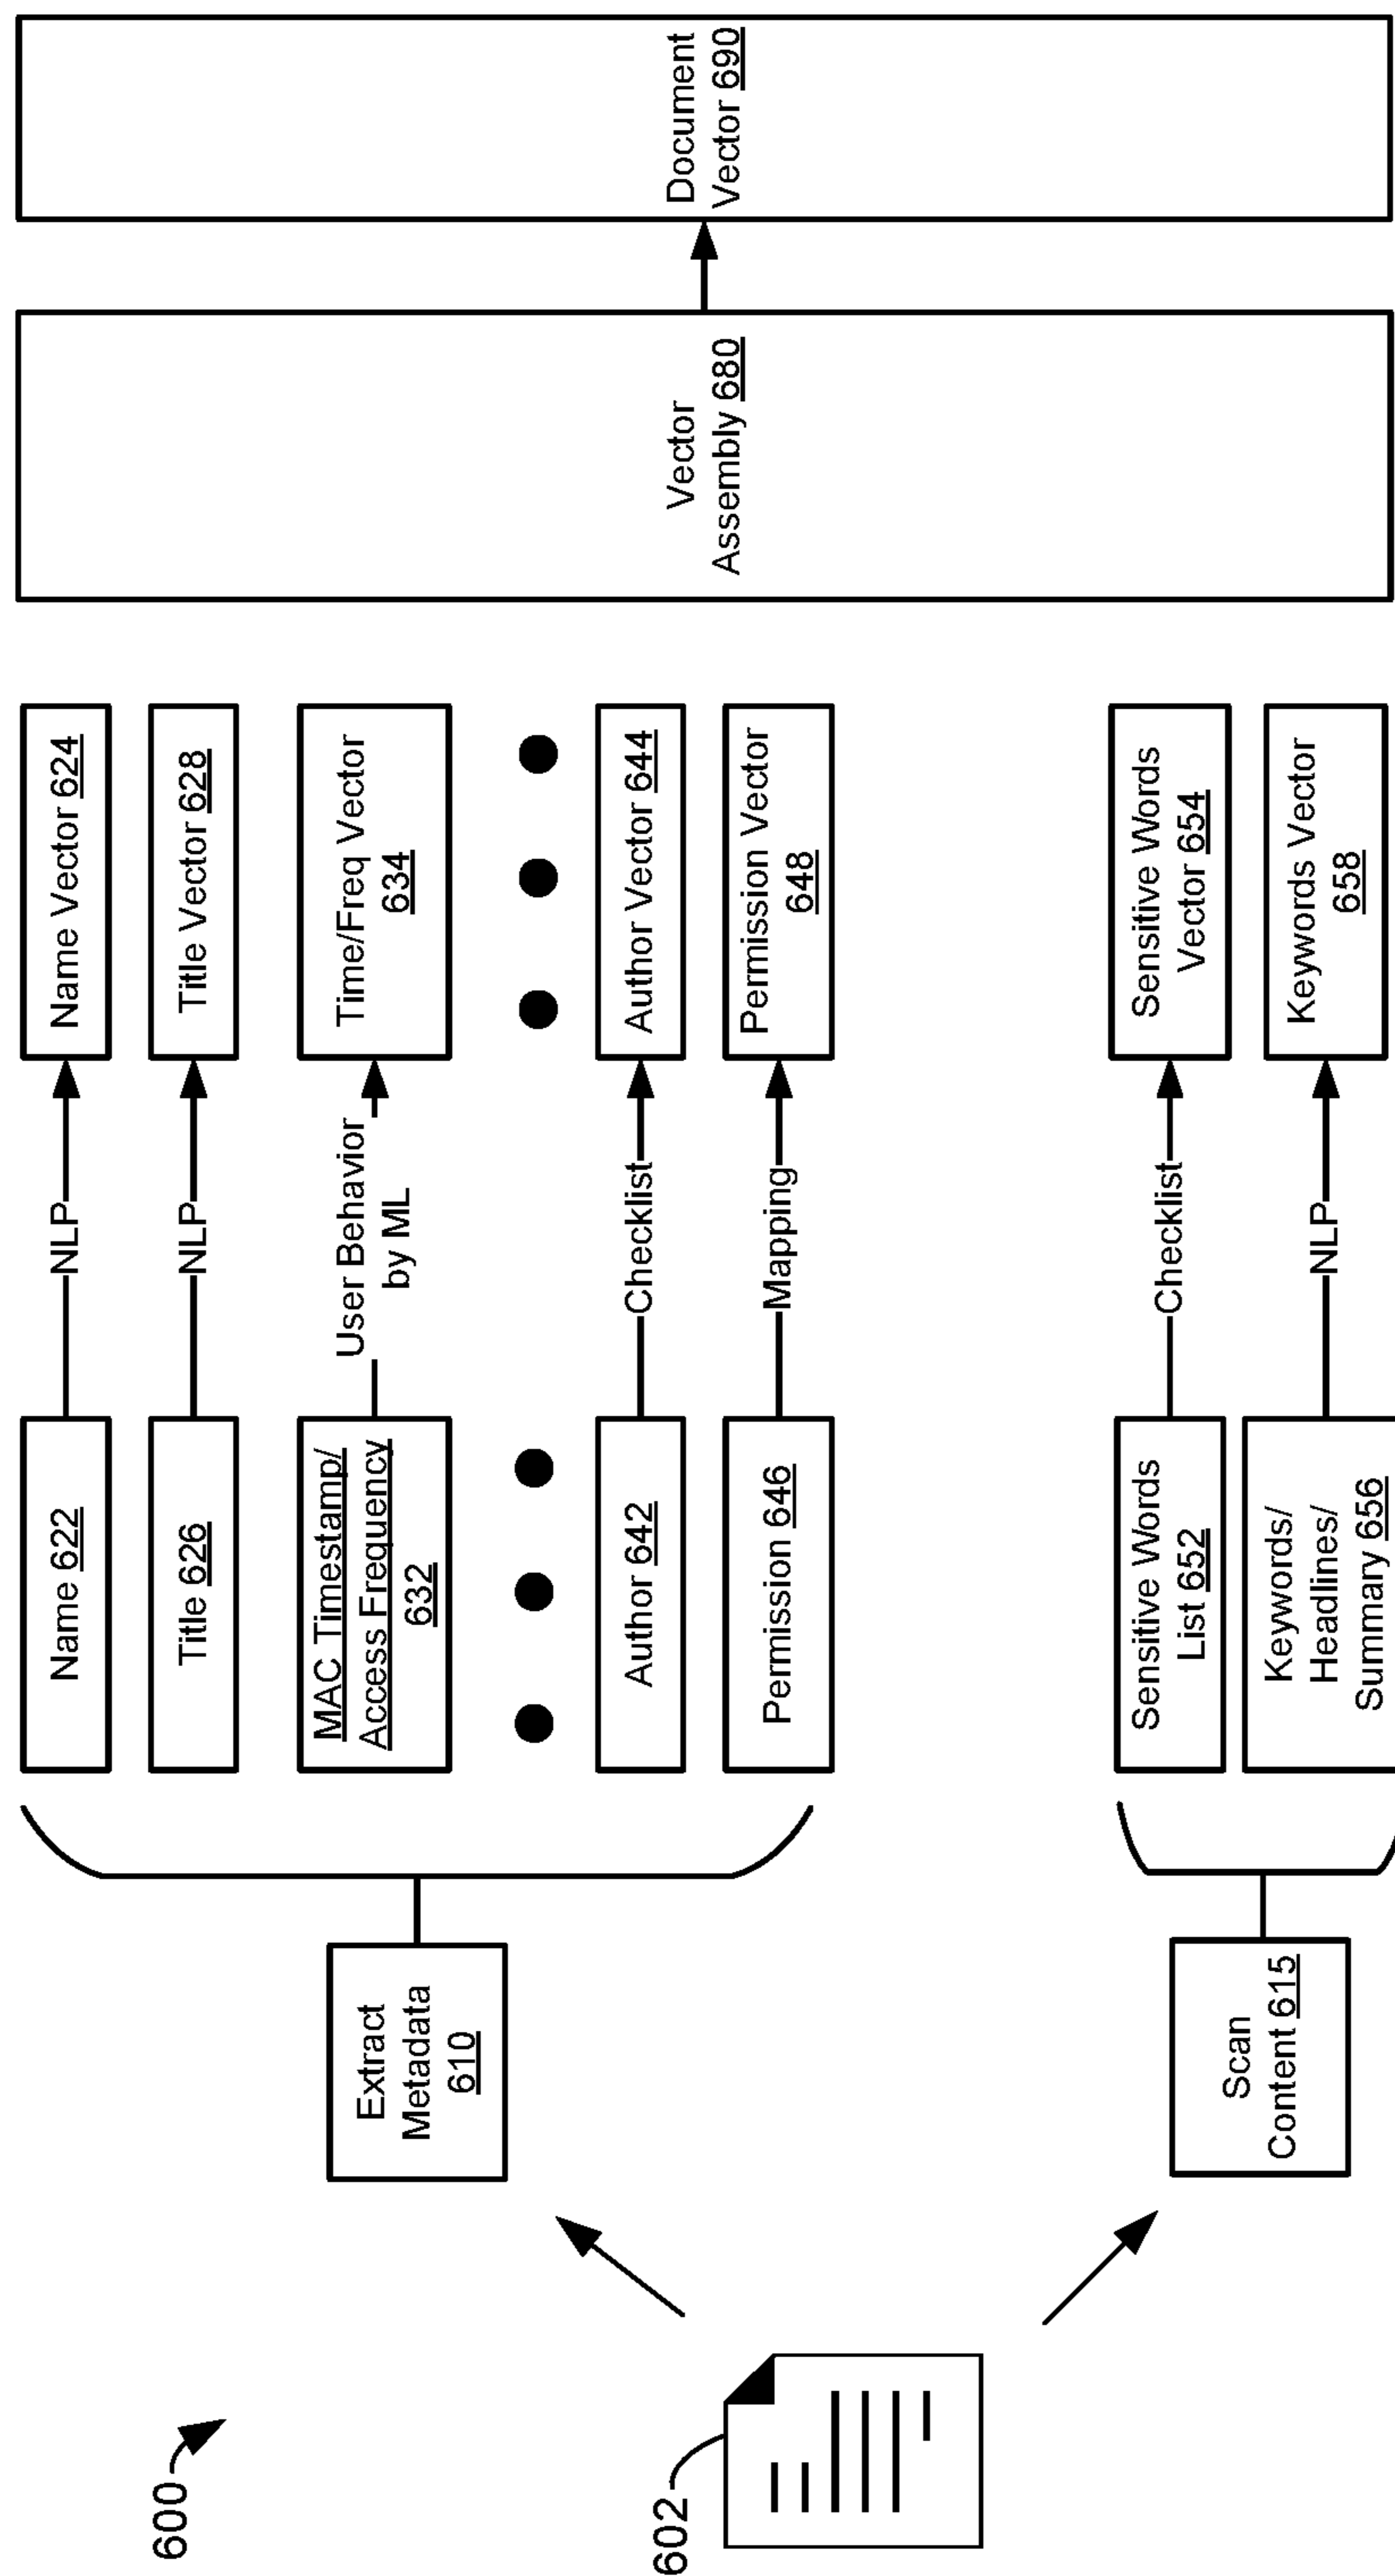 600
602
Extract
Metadata
610
Scan
Content 615
Name 622
Title 626
MAC Timestamp/
Access Frequency
632
Author 642
Permission 646
Sensitive Words
List 652
Keywords/
Headlines/
Summary 656
NLP
NLP
User Behavior
by ML
Checklist
Mapping
Checklist
NLP
Name Vector 624
Title Vector 628
Time/Freq Vector
634
Author Vector 644
Permission Vector
648
Sensitive Words
Vector 654
Keywords Vector
658
Vector
Assembly 680
Document
Vector 690